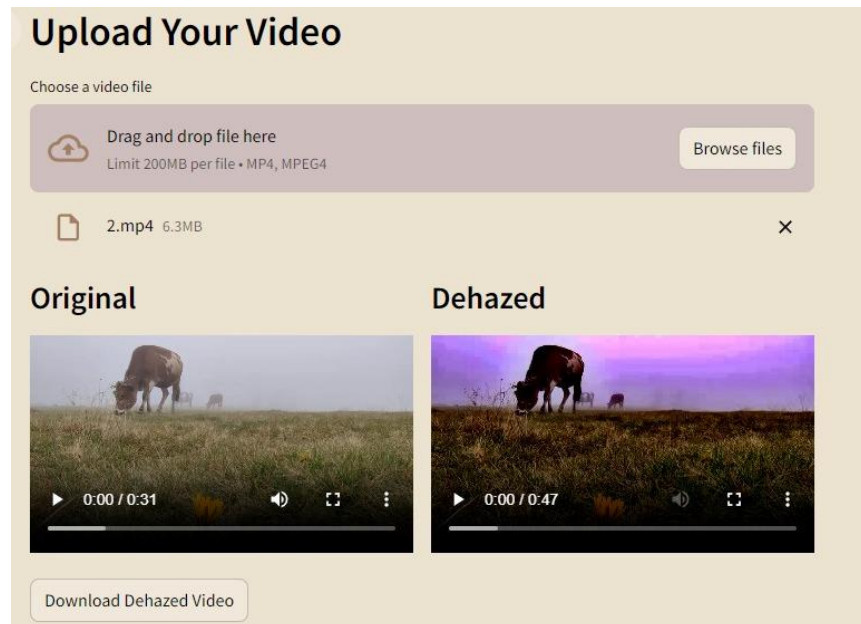 Upload Your Video
Choose a video file
Drag and drop file here
Limit 200MB per file • MP4, MPEG4
Browse files
2.mp4 6.3MB
Original
Dehazed
0:00 / 0:31
0:00 / 0:47
Download Dehazed Video